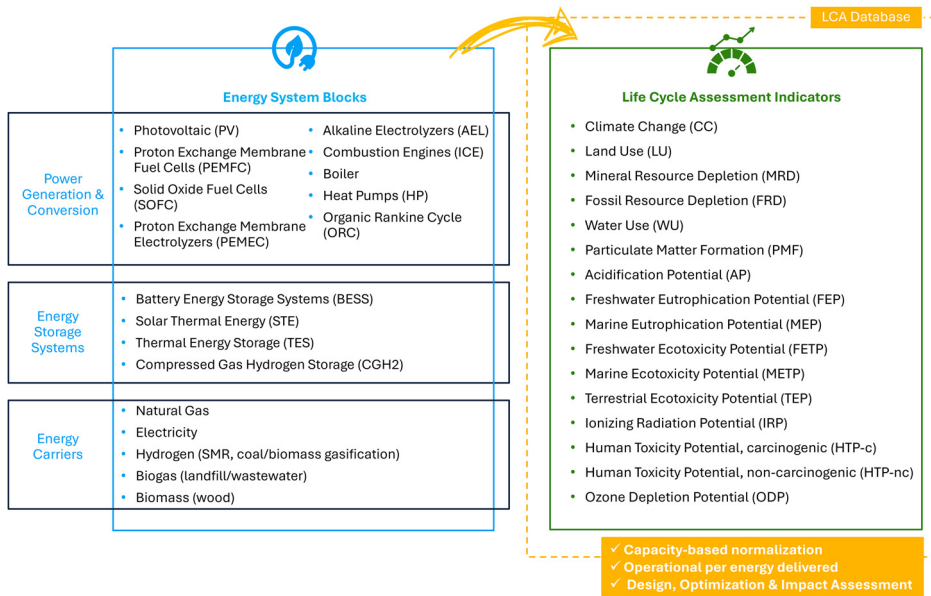 LCA Database
Energy System Blocks
Power
Generation &
Conversion
• Photovoltaic (PV)
• Proton Exchange Membrane
Fuel Cells (PEMFC)
• Solid Oxide Fuel Cells
(SOFC)
• Proton Exchange Membrane
Electrolyzers (PEMEC)
• Alkaline Electrolyzers (AEL)
• Combustion Engines (ICE)
• Boiler
• Heat Pumps (HP)
• Organic Rankine Cycle
(ORC)
Energy
Storage
Systems
• Battery Energy Storage Systems (BESS)
• Solar Thermal Energy (STE)
• Thermal Energy Storage (TES)
• Compressed Gas Hydrogen Storage (CGH2)
Energy
Carriers
• Natural Gas
• Electricity
• Hydrogen (SMR, coal/biomass gasification)
• Biogas (landfill/wastewater)
• Biomass (wood)
Life Cycle Assessment Indicators
• Climate Change (CC)
• Land Use (LU)
• Mineral Resource Depletion (MRD)
• Fossil Resource Depletion (FRD)
• Water Use (WU)
• Particulate Matter Formation (PMF)
• Acidification Potential (AP)
• Freshwater Eutrophication Potential (FEP)
• Marine Eutrophication Potential (MEP)
• Freshwater Ecotoxicity Potential (FETP)
• Marine Ecotoxicity Potential (METP)
• Terrestrial Ecotoxicity Potential (TEP)
• Ionizing Radiation Potential (IRP)
• Human Toxicity Potential, carcinogenic (HTP-c)
• Human Toxicity Potential, non-carcinogenic (HTP-nc)
• Ozone Depletion Potential (ODP)
✓ Capacity-based normalization
✓ Operational per energy delivered
✓ Design, Optimization & Impact Assessment